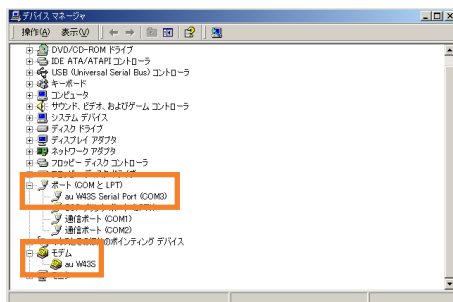 デバイス マネージャ
操作(A) 表示(V)
DVD/CD-ROM ドライブ
IDE ATA/ATAPI コントローラ
USB (Universal Serial Bus) コントローラ
キーボード
コンピュータ
サウンド、ビデオ、およびゲーム コントローラ
システム デバイス
ディスク ドライブ
ディスプレイ アダプタ
ネットワーク アダプタ
フロッピー ディスク コントローラ
ポート (COM と LPT)
au W43S Serial Port (COM3)
通信ポート (COM1)
通信ポート (COM2)
のポインティング デバイス
モデム
au W43S